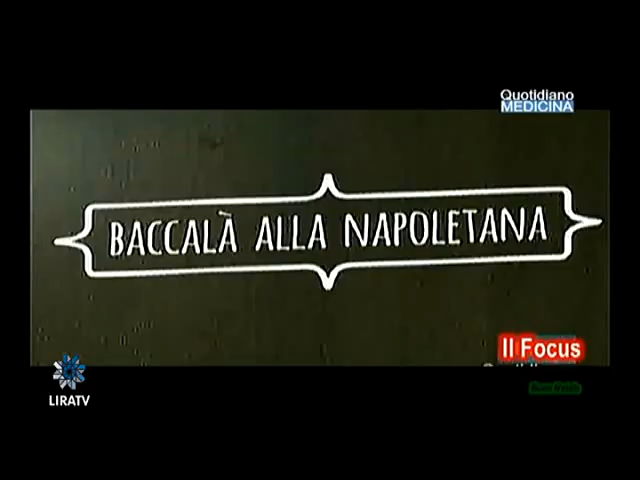 Quotidiano
MEDICINA
BACCALÀ ALLA NAPOLETANA
Il Focus
LIRATV